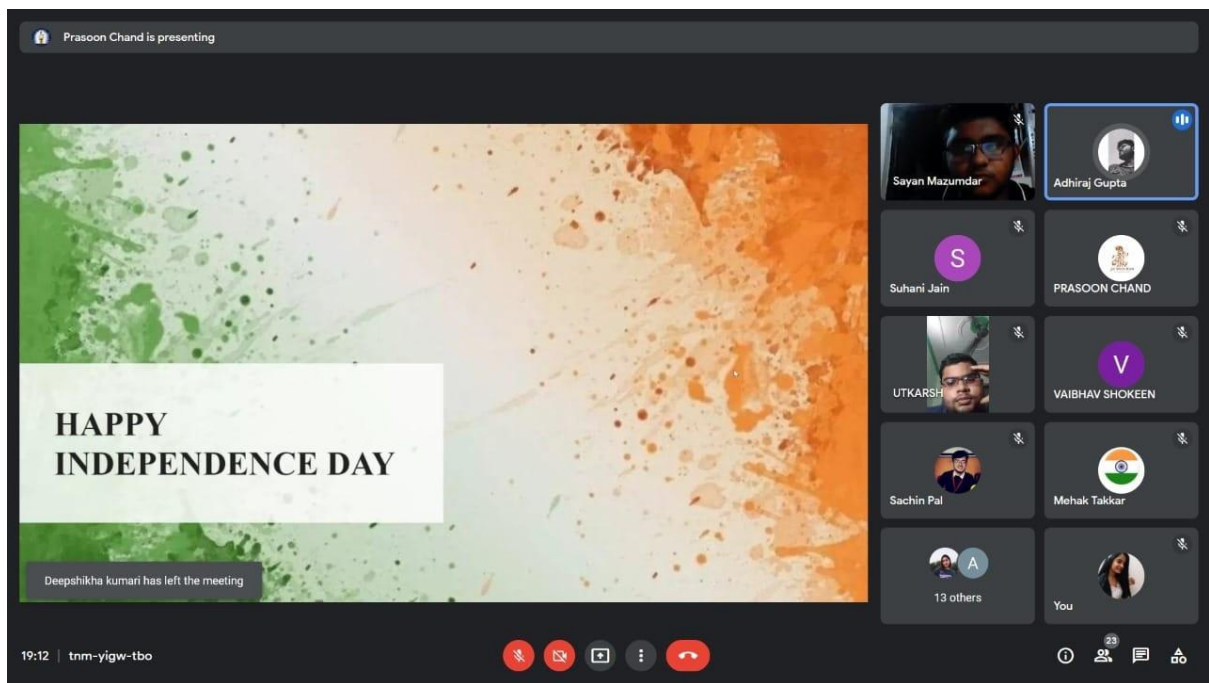 Prasoon Chand is presenting
HAPPY
INDEPENDENCE DAY
Deepshikha kumari has left the meeting
Sayan Mazumdar
Adhiraj Gupta
S
Suhani Jain
PRASOON CHAND
UTKARSH
V
VAIBHAV SHOKEEN
Sachin Pal
Mehak Takkar
A
13 others
You
19:12 | tnm-yigw-tbo
23